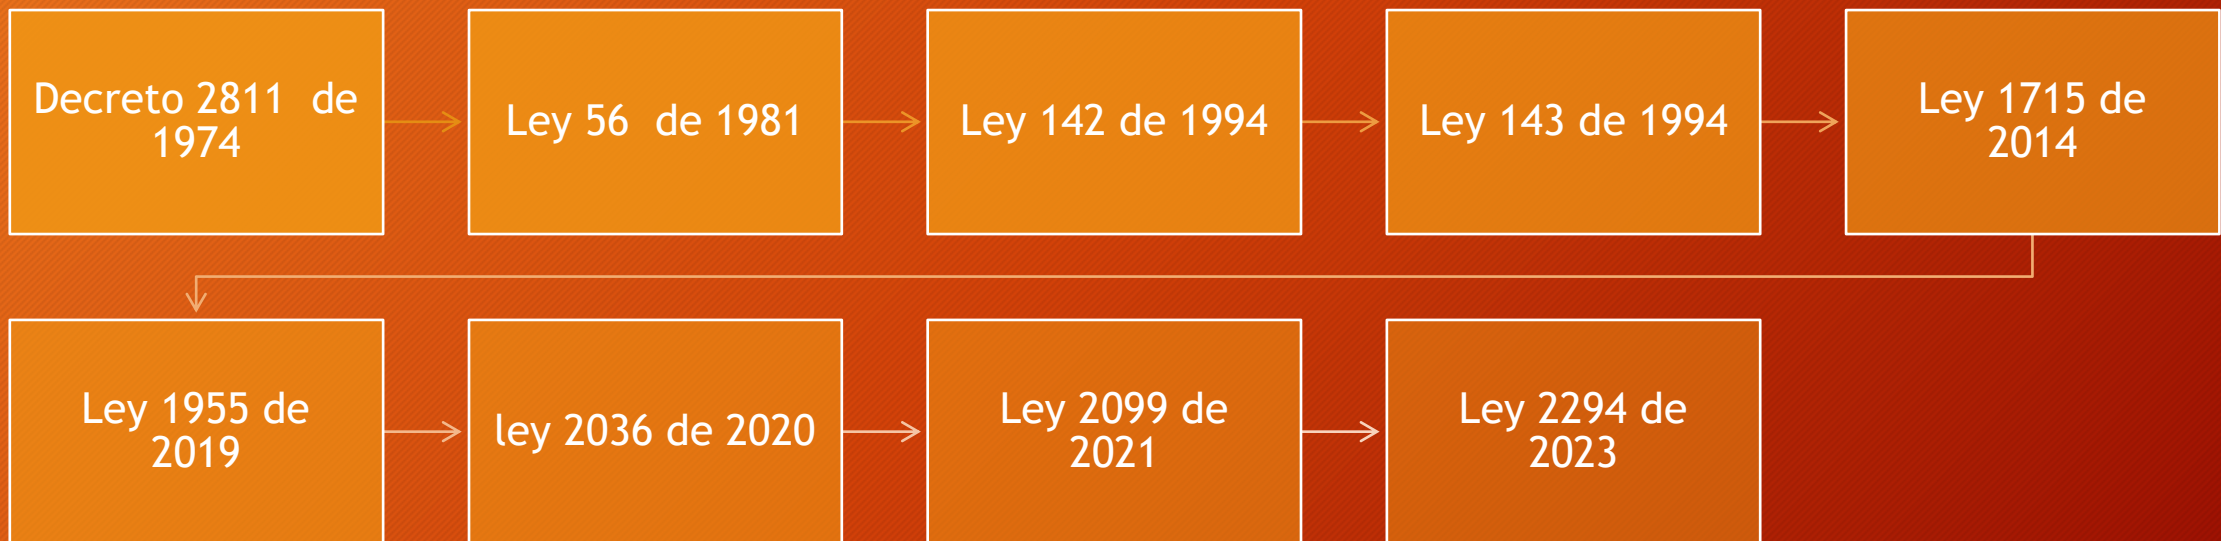 Decreto 2811 de
1974
Ley 56 de 1981
Ley 142 de 1994
Ley 143 de 1994
Ley 1715 de
2014
Ley 1955 de
2019
ley 2036 de 2020
Ley 2099 de
2021
Ley 2294 de
2023